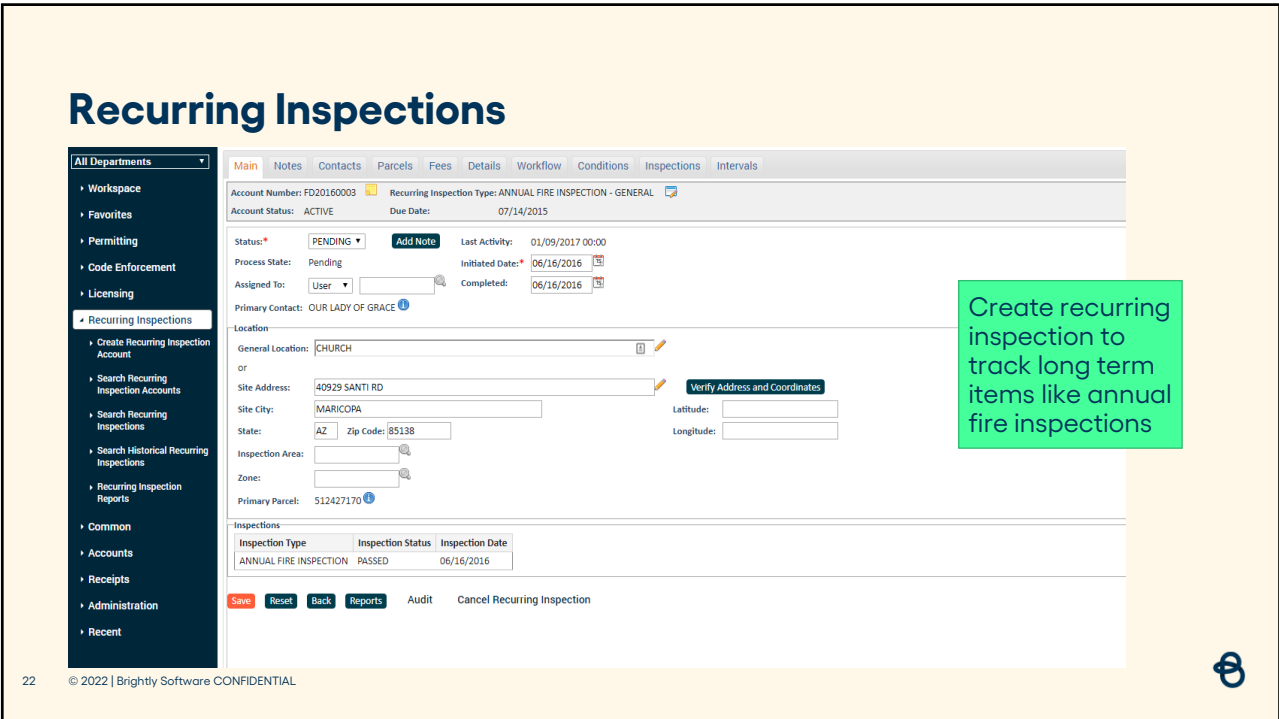 Recurring Inspections
All Departments
Workspace
Favorites
Permitting
Code Enforcement
Licensing
Recurring Inspections
Create Recurring Inspection
Account
Search Recurring
Inspection Accounts
Search Recurring
Inspections
Search Historical Recurring
Inspections
Recurring Inspection
Reports
Common
Accounts
Receipts
Administration
Recent
Main Notes Contacts Parcels Fees Details Workflow Conditions Inspections Intervals
Account Number: FD20160003 Recurring Inspection Type: ANNUAL FIRE INSPECTION - GENERAL
Account Status: ACTIVE Due Date: 07/14/2015
Status:* PENDING Add Note Last Activity: 01/09/2017 00:00
Process State: Pending Initiated Date:* 06/16/2016
Assigned To: User Completed: 06/16/2016
Primary Contact: OUR LADY OF GRACE
Location
General Location: CHURCH
or
Site Address: 40929 SANTI RD Verify Address and Coordinates
Site City: MARICOPA Latitude:
State: AZ Zip Code: 85138 Longitude:
Inspection Area:
Zone:
Primary Parcel: 512427170
Inspections
Inspection Type Inspection Status Inspection Date
ANNUAL FIRE INSPECTION PASSED 06/16/2016
Save Reset Back Reports Audit Cancel Recurring Inspection
Create recurring
inspection to
track long term
items like annual
fire inspections
22 © 2022 | Brightly Software CONFIDENTIAL